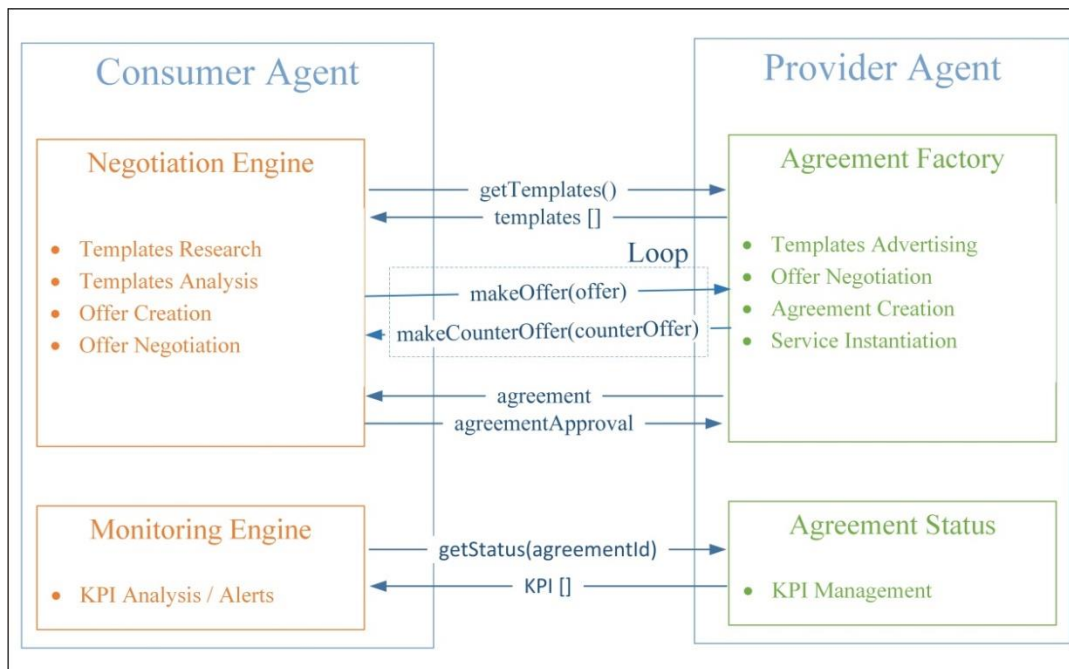 Consumer Agent
Provider Agent
Negotiation Engine
Agreement Factory
getTemplates()
templates []
• Templates Research
• Templates Analysis
• Offer Creation
• Offer Negotiation
Loop
makeOffer(offer)
makeCounterOffer(counterOffer)
• Templates Advertising
• Offer Negotiation
• Agreement Creation
• Service Instantiation
agreement
agreementApproval
Monitoring Engine
Agreement Status
getStatus(agreementId)
KPI []
• KPI Analysis / Alerts
• KPI Management